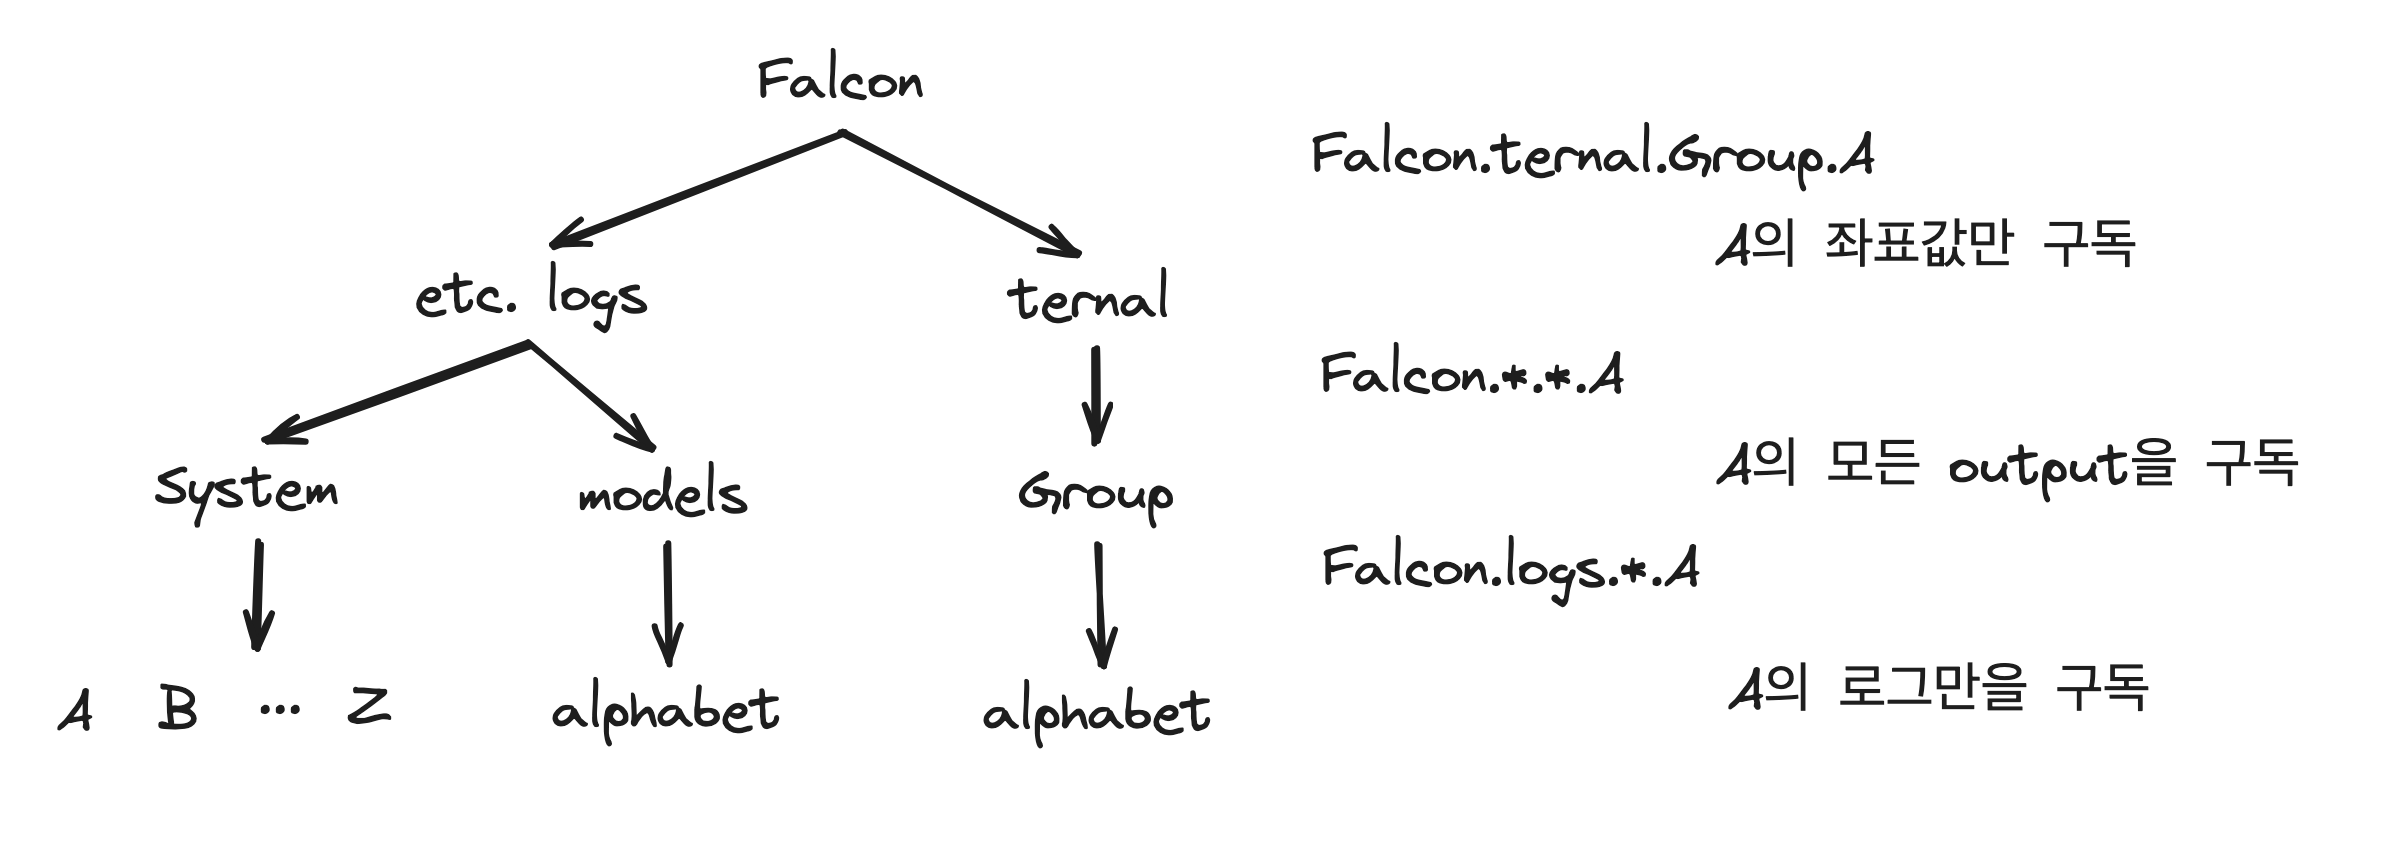 Falcon
etc. logs
ternal
System
models
Group
A B ... Z
alphabet
alphabet
Falcon.ternal.Group.A
A의 좌표값만 구독
Falcon.*.*.A
A의 모든 output을 구독
Falcon.logs.*.A
A의 로그만을 구독